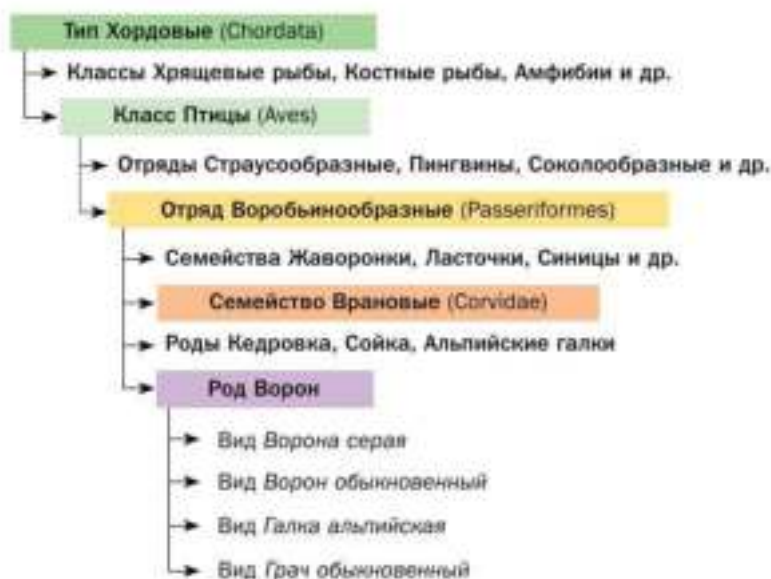 Тип Хордовые (Chordata)
Классы Хрящевые рыбы, Костные рыбы, Амфибии и др.
Класс Птицы (Aves)
Отряды Страусообразные, Пингвины, Соколообразные и др.
Отряд Воробьинообразные (Passeriformes)
Семейства Жаворонки, Ласточки, Синицы и др.
Семейство Врановые (Corvidae)
Роды Кедровка, Сойка, Альпийские галки
Род Ворон
Вид Ворона серая
Вид Ворон обыкновенный
Вид Галка альпийская
Вид Грач обыкновенный